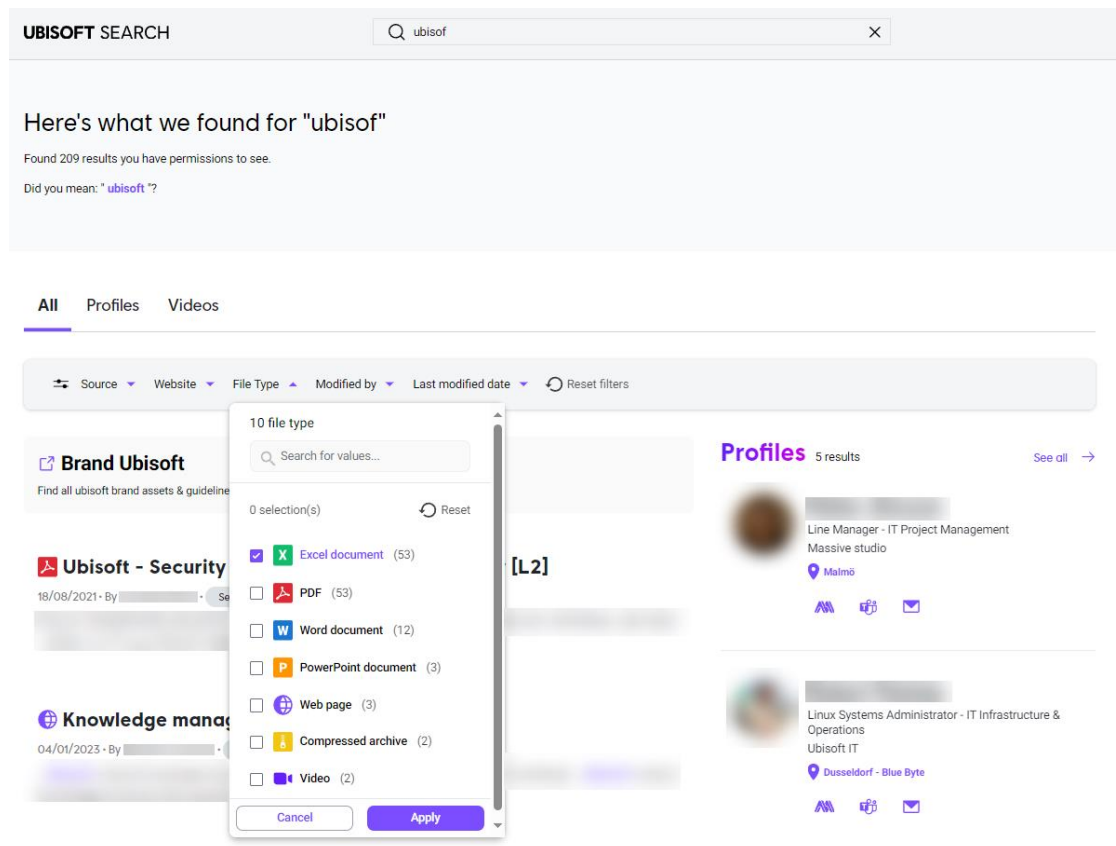 UBISOFT SEARCH
ubisof
Here's what we found for "ubisof"
Found 209 results you have permissions to see.
Did you mean: " ubisoft "?
All Profiles Videos
Source Website File Type Modified by Last modified date Reset filters
10 file type
Search for values...
0 selection(s) Reset
Excel document (53)
PDF (53)
Word document (12)
PowerPoint document (3)
Web page (3)
Compressed archive (2)
Video (2)
Cancel Apply
Brand Ubisoft
Find all ubisoft brand assets &
Ubisoft - Security [L2]
18/08/2021 • By
Knowledge
04/01/2023 • By
Profiles 5 results See all
Line Manager - IT Project Management
Massive studio
Malmö
Linux Systems Administrator - IT Infrastructure &
Operations
Ubisoft IT
Dusseldorf - Blue Byte